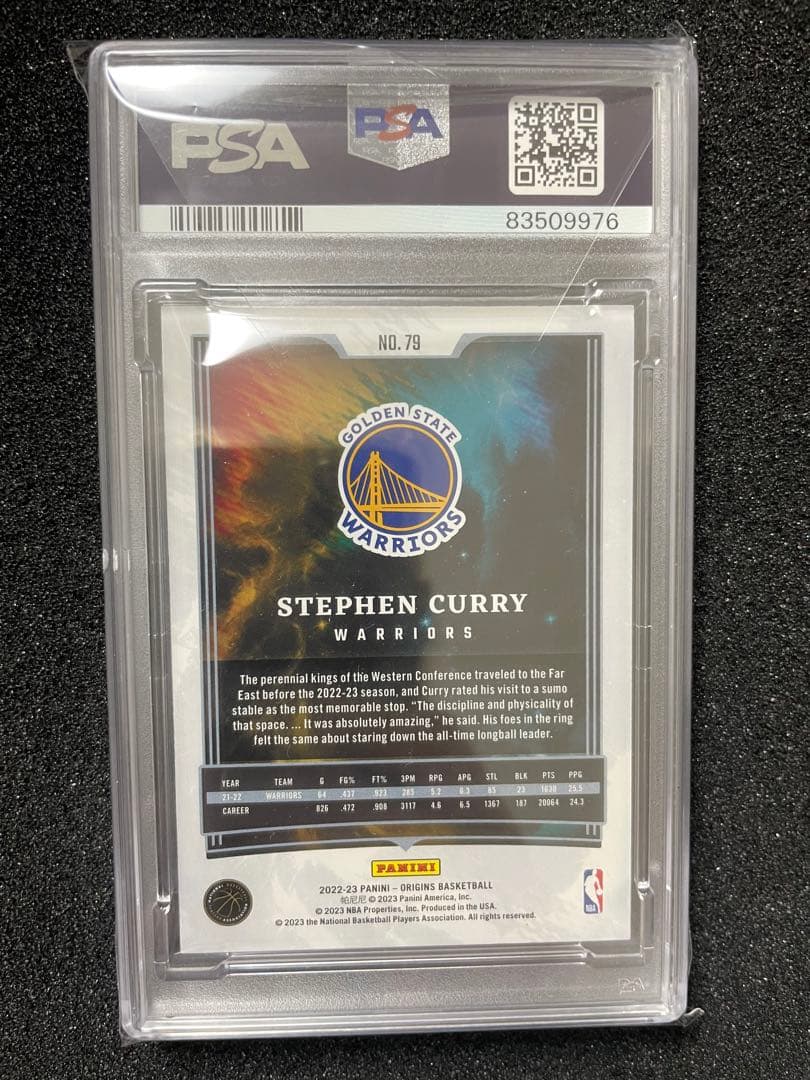 PSA
PSA
83509976
NO. 79
GOLDEN STATE
WARRIORS
STEPHEN CURRY
WARRIORS
The perennial kings of the Western Conference traveled to the Far
East before the 2022-23 season, and Curry rated his visit to a sumo
stable as the most memorable stop. “The discipline and physicality of
that space. ... It was absolutely amazing,” he said. His foes in the ring
felt the same about staring down the all-time longball leader.
YEAR TEAM G FG% FT% 3PM RPG APG STL BLK PTS PPG
21-22 WARRIORS 64 .437 .923 285 5.2 6.3 85 23 1630 25.5
CAREER 826 .472 .908 3117 4.6 6.5 1367 187 20064 24.3
PANINI
2022-23 PANINI – ORIGINS BASKETBALL
帕尼尼 © 2023 Panini America, Inc.
© 2023 NBA Properties, Inc. Produced in the USA.
© 2023 the National Basketball Players Association. All rights reserved.
NBA
PSA